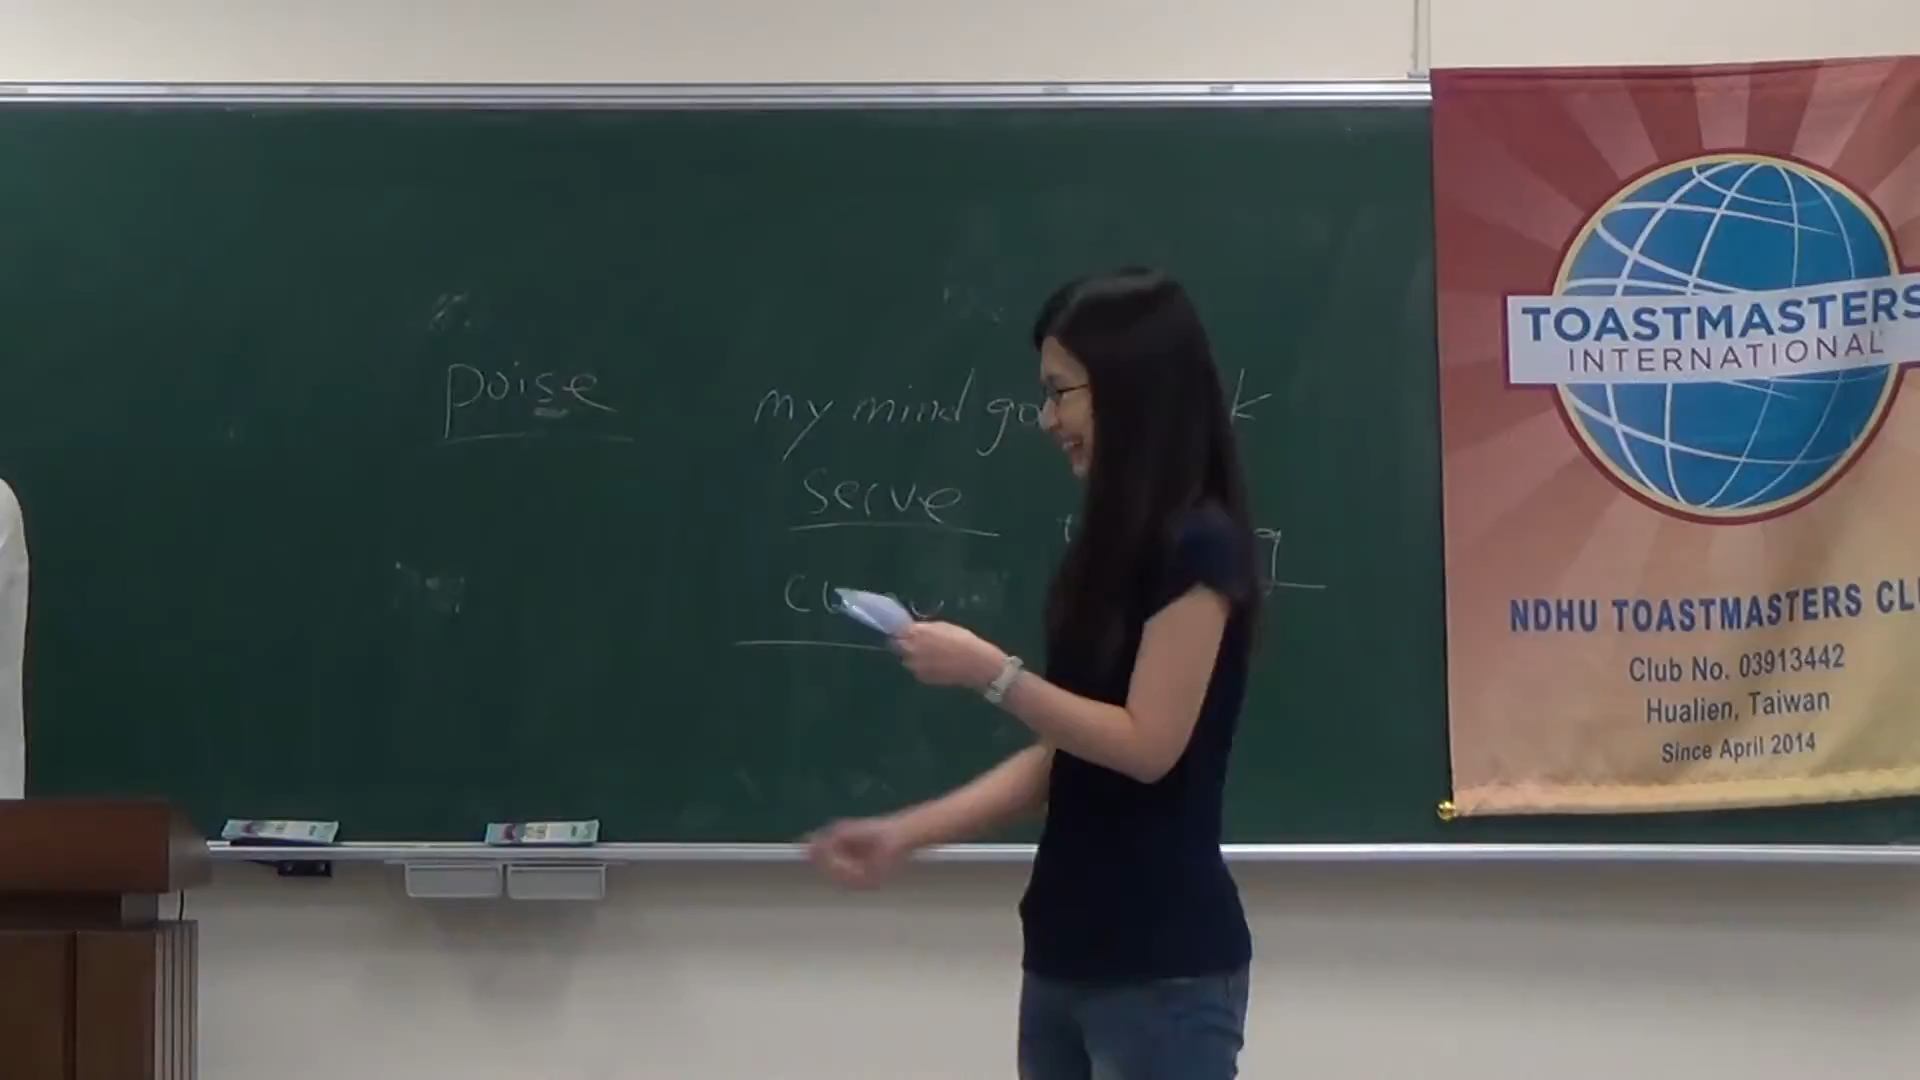 poise
my mind go
k
serve
g
TOASTMASTERS
INTERNATIONAL
NDHU TOASTMASTERS CL
Club No. 03913442
Hualien, Taiwan
Since April 2014